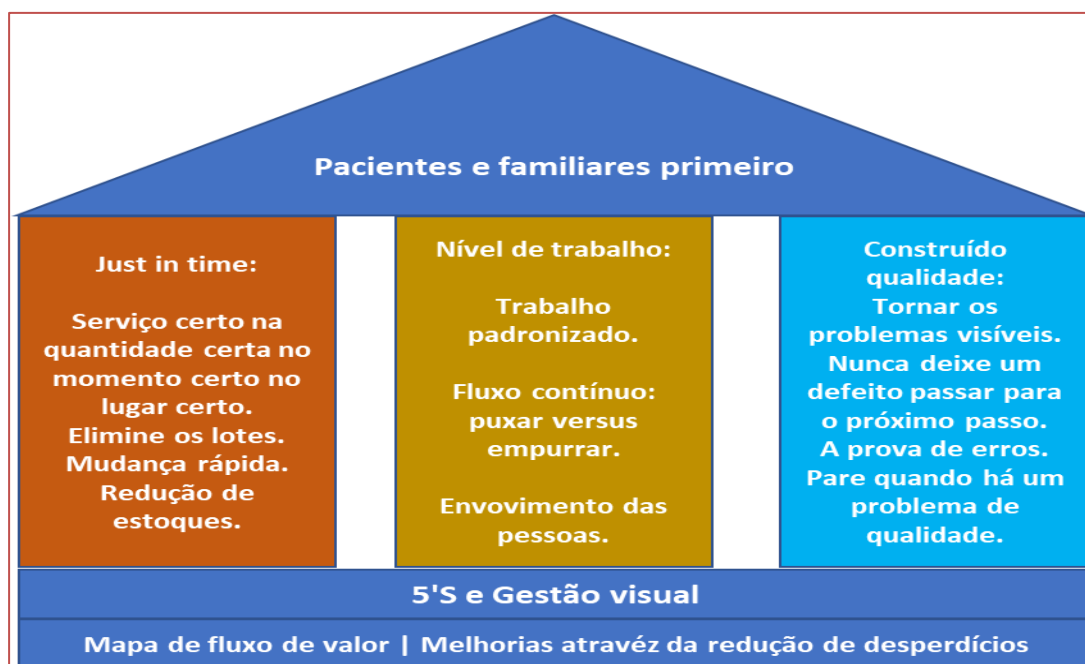 Pacientes e familiares primeiro
Just in time:
Serviço certo na
quantidade certa no
momento certo no
lugar certo.
Elimine os lotes.
Mudança rápida.
Redução de
estoques.
Nível de trabalho:
Trabalho
padronizado.
Fluxo contínuo:
puxar versus
empurrar.
Envovimento das
pessoas.
Construído
qualidade:
Tornar os
problemas visíveis.
Nunca deixe um
defeito passar para
o próximo passo.
A prova de erros.
Pare quando há um
problema de
qualidade.
5'S e Gestão visual
Mapa de fluxo de valor | Melhorias atravéz da redução de desperdícios